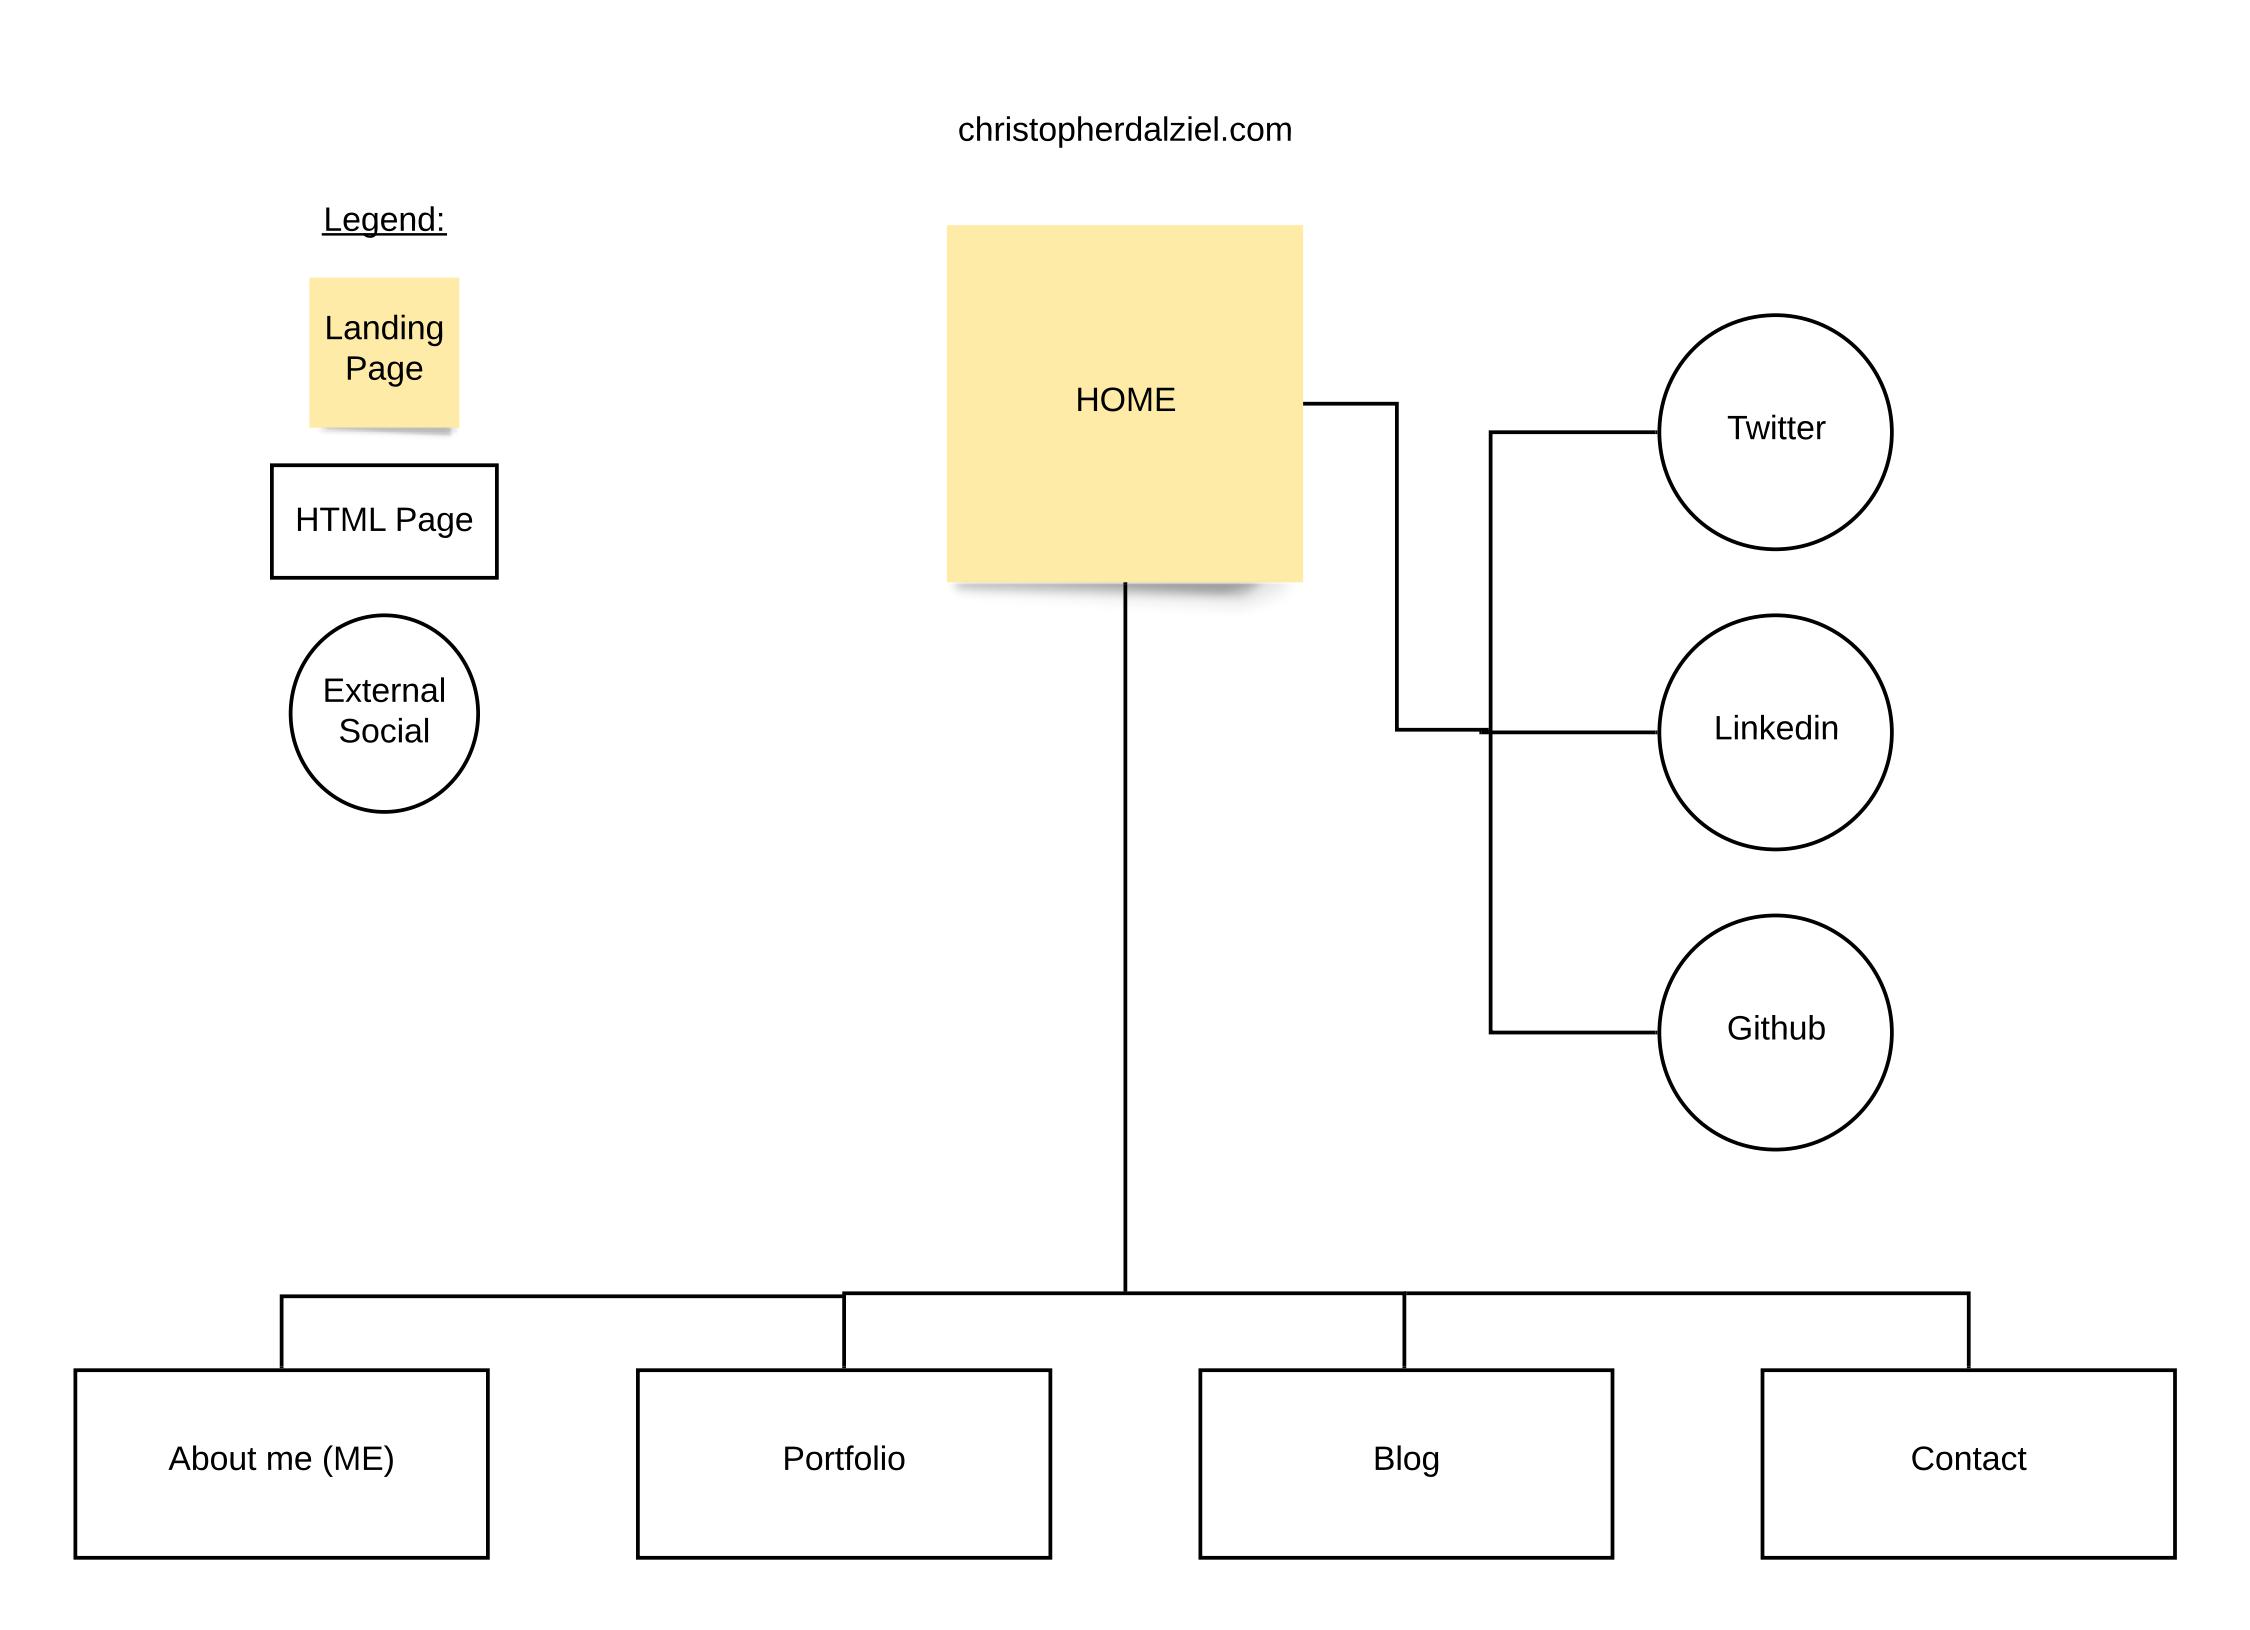 christopherdalziel.com
Legend:
Landing
Page
HTML Page
External
Social
HOME
Twitter
Linkedin
Github
About me (ME)
Portfolio
Blog
Contact